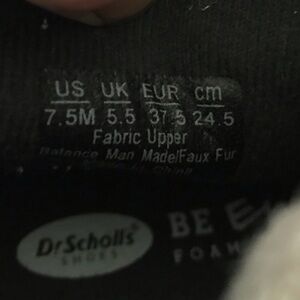 US UK EUR cm
7.5M 5.5 37.5 24.5
Fabric Upper
Balance Man Made/Faux Fur
China
Dr.Scholl's BE
SHOES FOAM